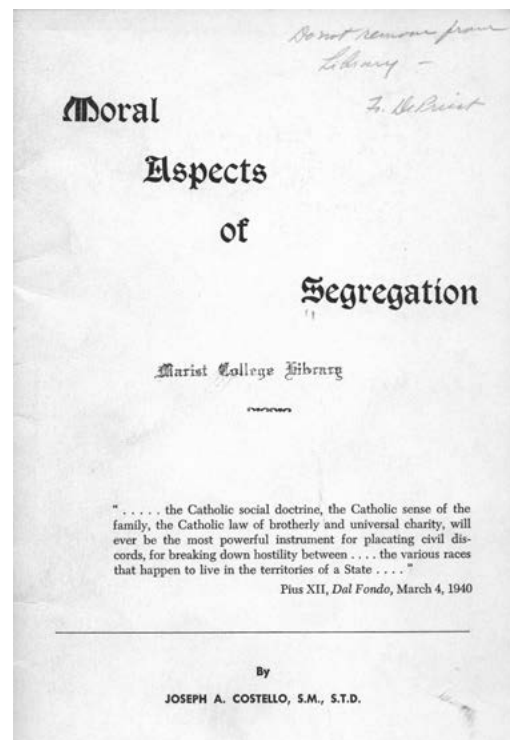 Do not remove from
Library -
Fr. DeBriest
Moral
Aspects
of
Segregation
Marist College Library
" . . . . . the Catholic social doctrine, the Catholic sense of the
family, the Catholic law of brotherly and universal charity, will
ever be the most powerful instrument for placating civil dis-
cords, for breaking down hostility between . . . . the various races
that happen to live in the territories of a State . . . . "
Pius XII, Dal Fondo, March 4, 1940
By
JOSEPH A. COSTELLO, S.M., S.T.D.